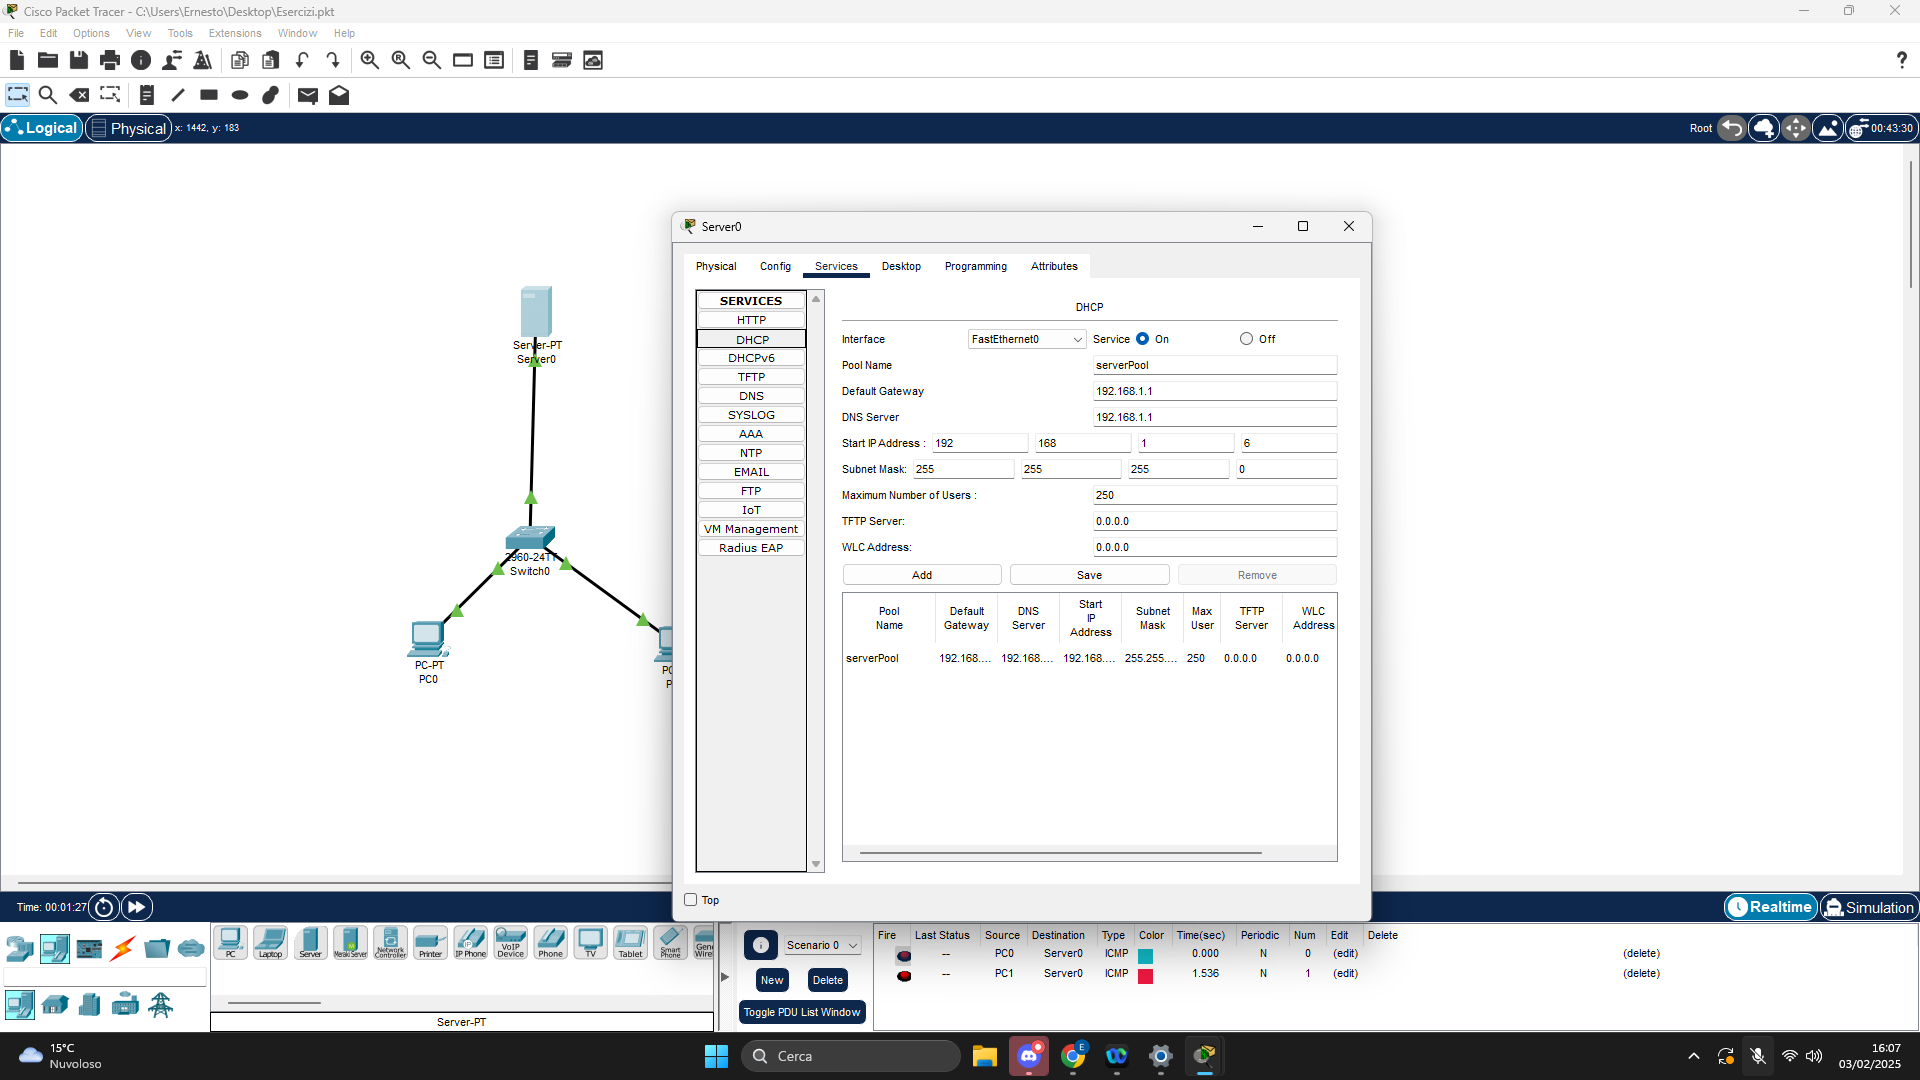 Cisco Packet Tracer - C:\Users\Ernesto\Desktop\Esercizi.pkt
File Edit Options View Tools Extensions Window Help
Logical Physical x: 1442, y: 183 Root 00:43:30
Server-PT
Server0
2960-24TT
Switch0
PC-PT
PC0
Server0
Physical Config Services Desktop Programming Attributes
SERVICES
HTTP
DHCP
DHCPv6
TFTP
DNS
SYSLOG
AAA
NTP
EMAIL
FTP
IoT
VM Management
Radius EAP
DHCP
Interface FastEthernet0 Service On Off
Pool Name serverPool
Default Gateway 192.168.1.1
DNS Server 192.168.1.1
Start IP Address : 192 168 1 6
Subnet Mask: 255 255 255 0
Maximum Number of Users : 250
TFTP Server: 0.0.0.0
WLC Address: 0.0.0.0
Add Save Remove
Pool Name Default Gateway DNS Server Start IP Address Subnet Mask Max User TFTP Server WLC Address
serverPool 192.168.... 192.168.... 192.168.... 255.255.... 250 0.0.0.0 0.0.0.0
Top
Time: 00:01:27 Realtime Simulation
PC Laptop Server Meraki Server Network Controller Printer IP Phone VoIP Device Phone TV Tablet Smart Phone
Server-PT
Scenario 0
New Delete
Toggle PDU List Window
Fire Last Status Source Destination Type Color Time(sec) Periodic Num Edit Delete
-- PC0 Server0 ICMP 0.000 N 0 (edit) (delete)
-- PC1 Server0 ICMP 1.536 N 1 (edit) (delete)
15°C
Nuvoloso
Cerca
16:07
03/02/2025